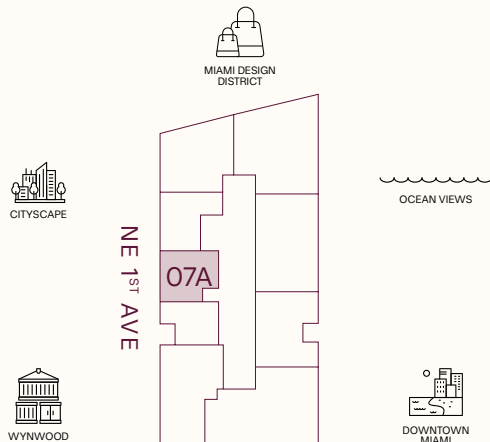 MIAMI DESIGN
DISTRICT
CITYSCAPE
OCEAN VIEWS
NE 1ST AVE
07A
WYNWOOD
DOWNTOWN
MIAMI